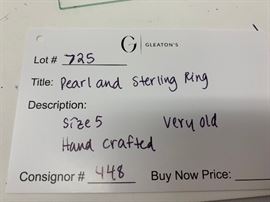 G | GLEATON'S
Lot # 725
Title: Pearl and Sterling Ring
Description:
Size 5 Very old
Hand Crafted
Consignor # 448 Buy Now Price: